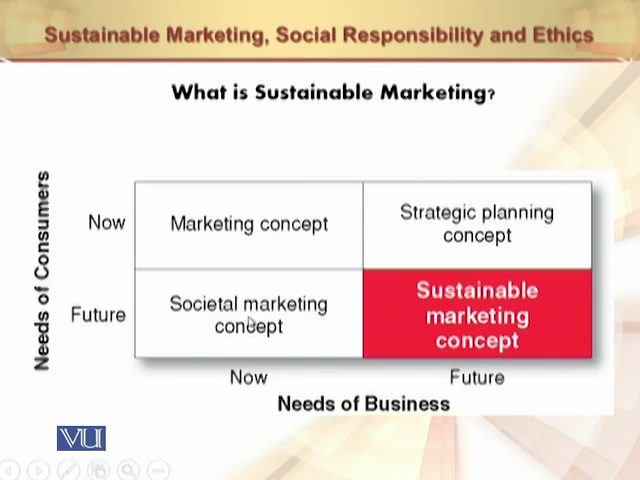 Sustainable Marketing, Social Responsibility and Ethics
What is Sustainable Marketing?
Needs of Consumers
Now
Marketing concept
Strategic planning
concept
Future
Societal marketing
concept
Sustainable
marketing
concept
Now
Future
Needs of Business
VU